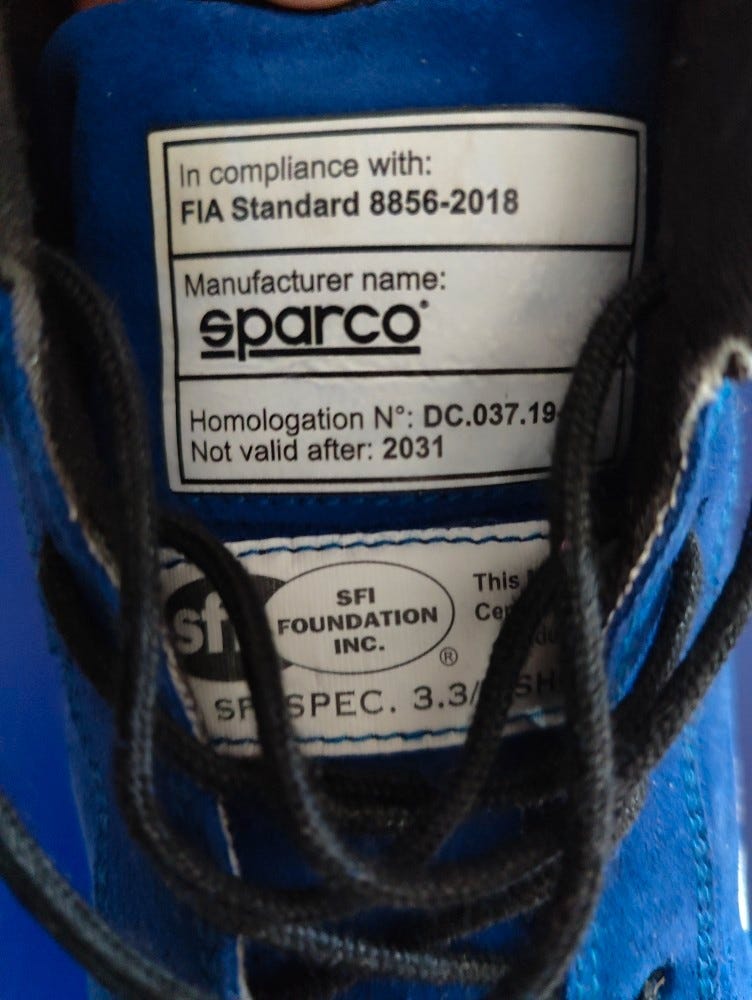 In compliance with:
FIA Standard 8856-2018
Manufacturer name:
sparco®
Homologation N°: DC.037.19
Not valid after: 2031
sfi
SFI
FOUNDATION
INC.
®
This
SPEC. 3.3/